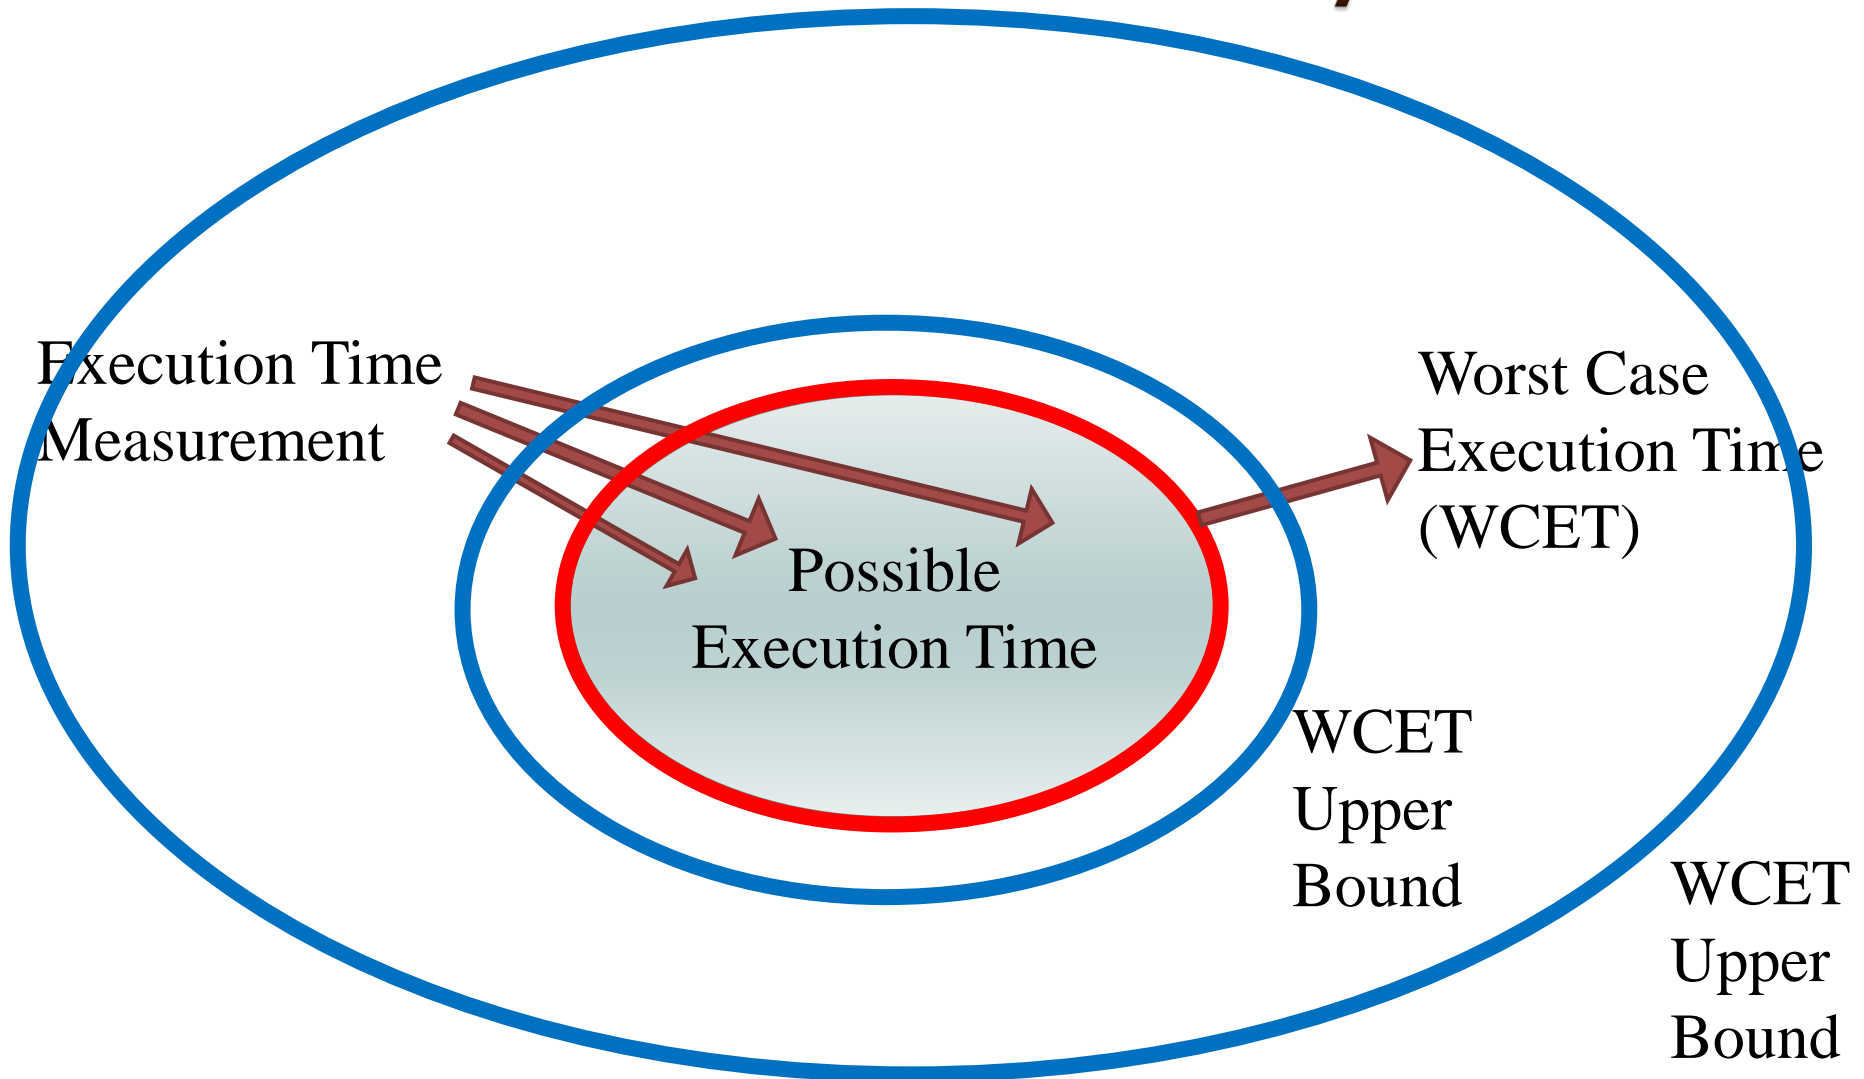 Execution Time
Measurement
Worst Case
Execution Time
(WCET)
Possible
Execution Time
WCET
Upper
Bound
WCET
Upper
Bound